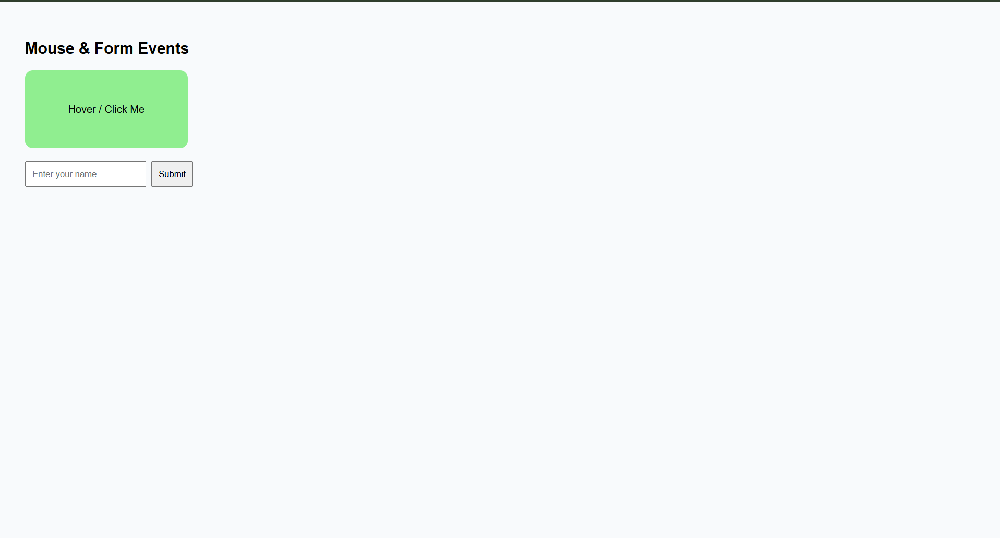 Mouse & Form Events
Hover / Click Me
Enter your name
Submit